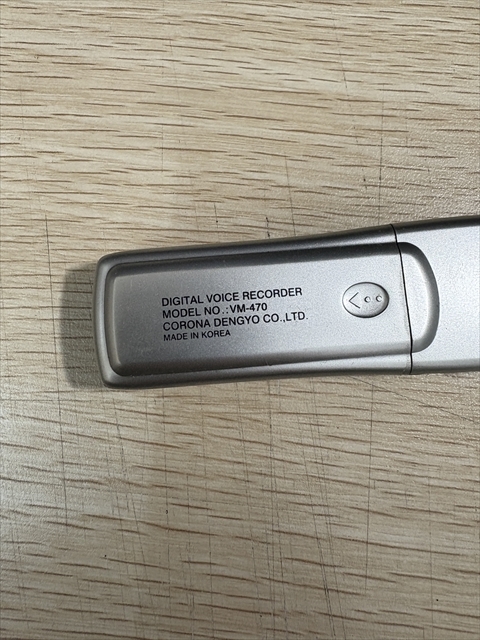 DIGITAL VOICE RECORDER
MODEL NO.:VM-470
CORONA DENGYO CO.,LTD.
MADE IN KOREA